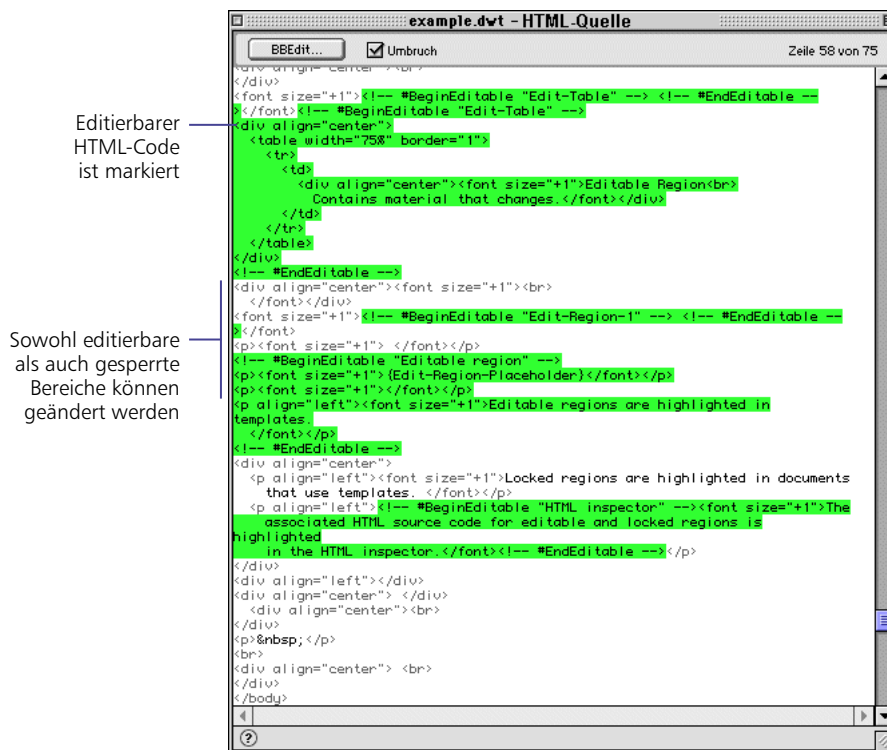 example.dwt – HTML-Quelle
BBEdit...
Umbruch
Zeile 58 von 75
<div align="center"><br>
</div>
<font size="+1"><!-- #BeginEditable "Edit-Table" --> <!-- #EndEditable --
></font><!-- #BeginEditable "Edit-Table" -->
<div align="center">
<table width="75%" border="1">
<tr>
<td>
<div align="center"><font size="+1">Editable Region<br>
Contains material that changes.</font></div>
</td>
</tr>
</table>
</div>
<!-- #EndEditable -->
<div align="center"><font size="+1"><br>
</font></div>
<font size="+1"><!-- #BeginEditable "Edit-Region-1" --> <!-- #EndEditable --
></font>
<p><font size="+1"> </font></p>
<!-- #BeginEditable "Editable region" -->
<p><font size="+1">{Edit-Region-Placeholder}</font></p>
<p><font size="+1"></font></p>
<p align="left"><font size="+1">Editable regions are highlighted in
templates.
</font></p>
<!-- #EndEditable -->
<div align="center">
<p align="left"><font size="+1">Locked regions are highlighted in documents
that use templates. </font></p>
<p align="left"><!-- #BeginEditable "HTML inspector" --><font size="+1">The
associated HTML source code for editable and locked regions is
highlighted
in the HTML inspector.</font><!-- #EndEditable --></p>
</div>
<div align="left"></div>
<div align="center"> </div>
<div align="center"><br>
</div>
<p>&nbsp;</p>
<br>
<div align="center"> <br>
</div>
</body>
?
Editierbarer
HTML-Code
ist markiert
Sowohl editierbare
als auch gesperrte
Bereiche können
geändert werden